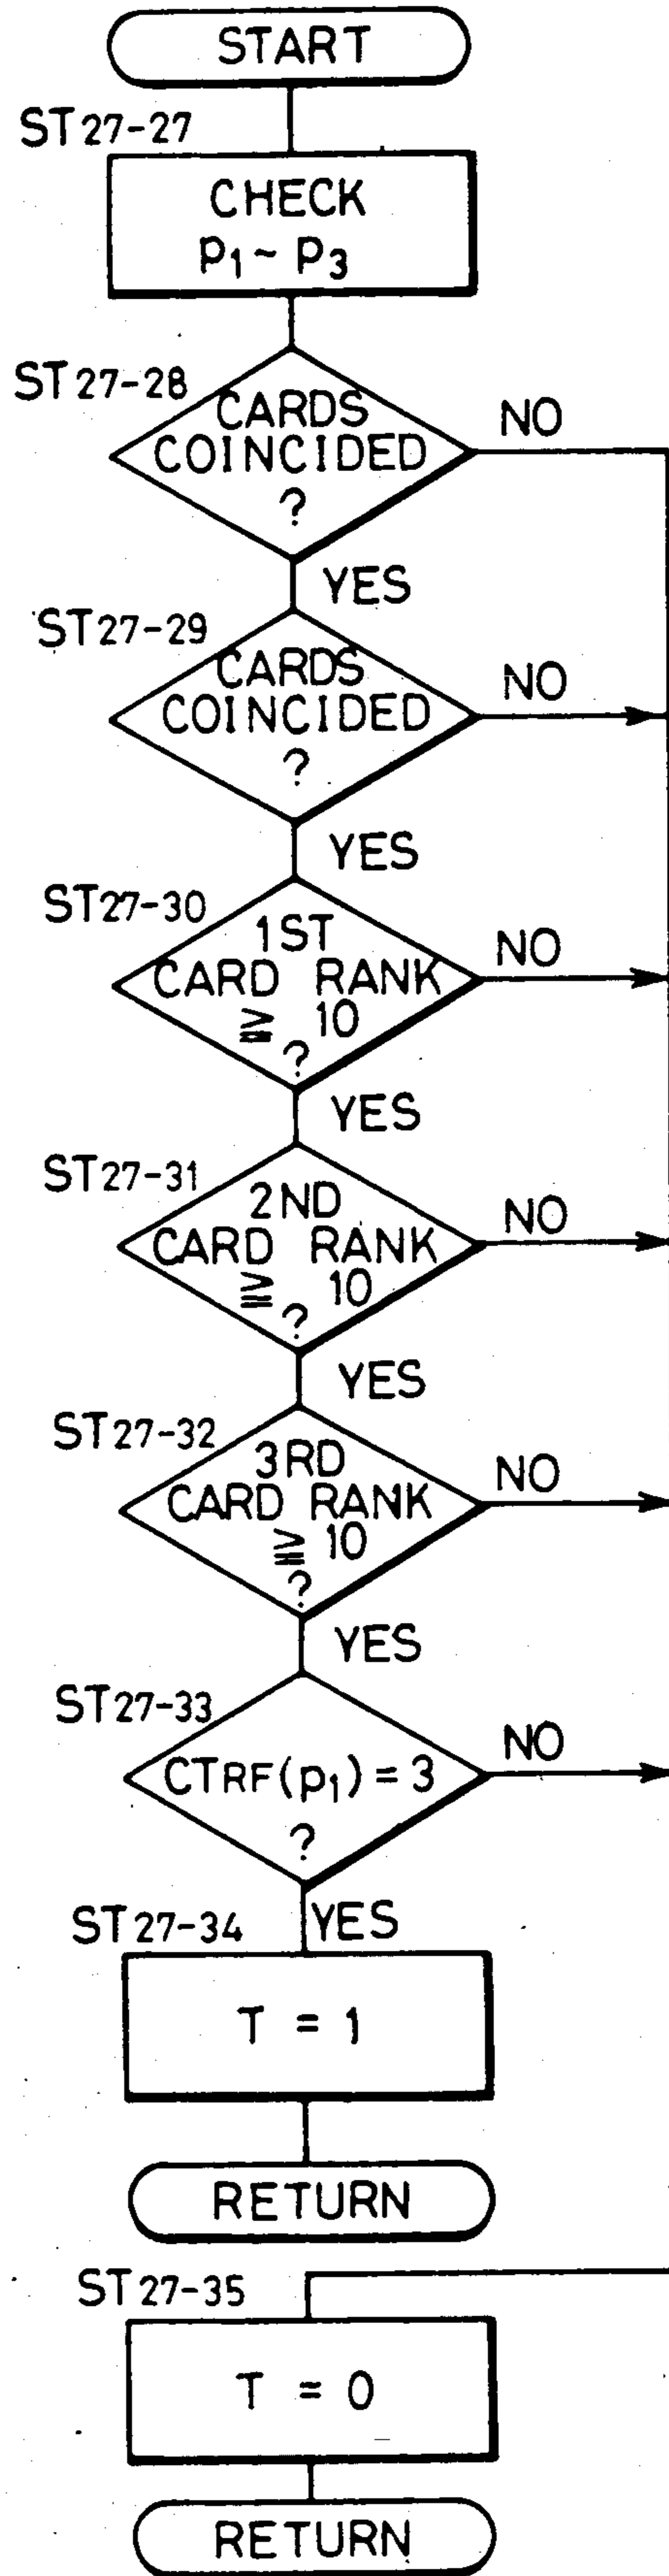 START
ST27-27
CHECK
p1~p3
ST27-28
CARDS
COINCIDED
?
NO
YES
ST27-29
CARDS
COINCIDED
?
NO
YES
ST27-30
1ST
CARD RANK
≧ 10
?
NO
YES
ST27-31
2ND
CARD RANK
≧ 10
?
NO
YES
ST27-32
3RD
CARD RANK
≧ 10
?
NO
YES
ST27-33
CTRF(p1)=3
?
NO
YES
ST27-34
T = 1
RETURN
ST27-35
T = 0
RETURN